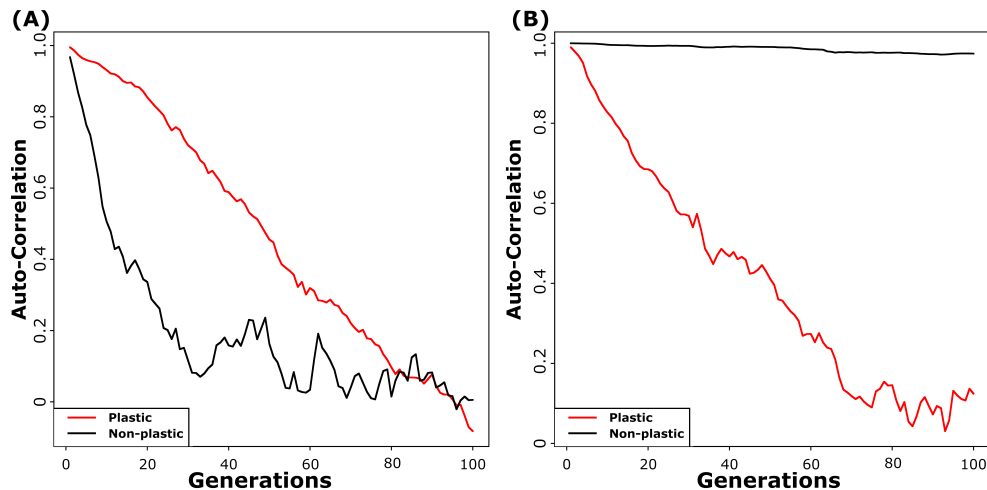 (A)
Auto-Correlation
1.0
0.8
0.6
0.4
0.2
0
Plastic
Non-plastic
0 20 40 60 80 100
Generations
(B)
Auto-Correlation
1.0
0.8
0.6
0.4
0.2
0
Plastic
Non-plastic
0 20 40 60 80 100
Generations